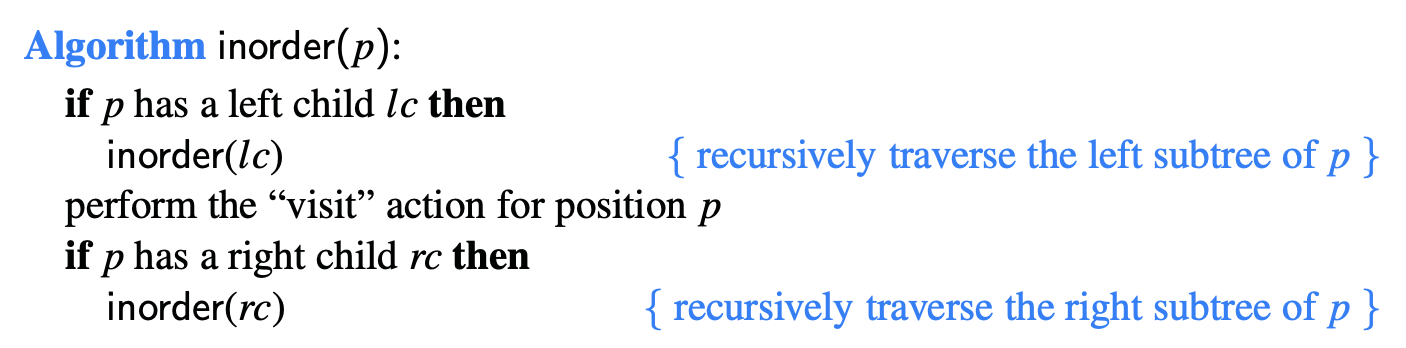 Algorithm inorder(p):
if p has a left child lc then
inorder(lc) { recursively traverse the left subtree of p }
perform the “visit” action for position p
if p has a right child rc then
inorder(rc) { recursively traverse the right subtree of p }